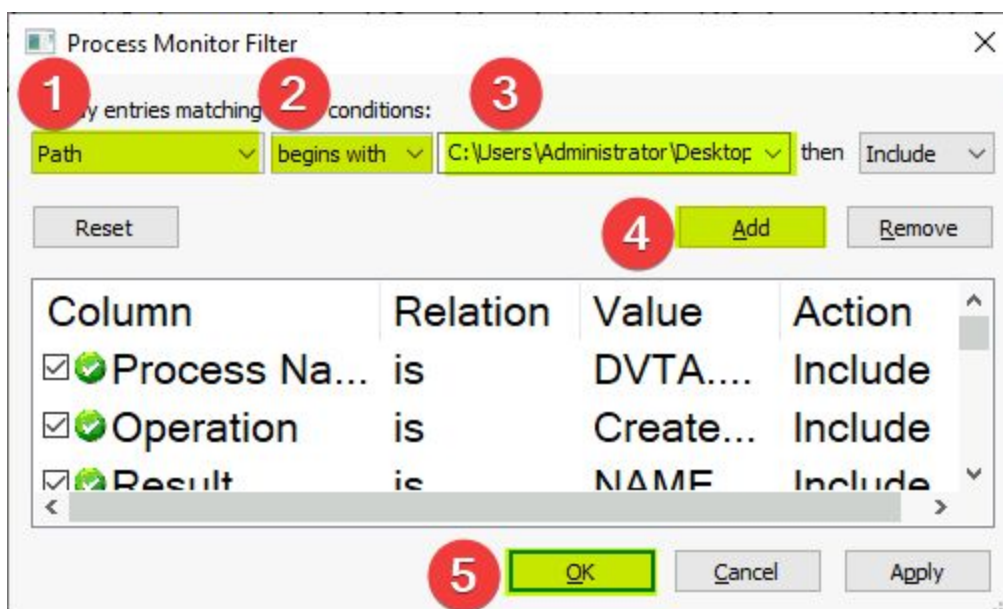 Process Monitor Filter
1 2 3
y entries matching conditions:
Path begins with C:\Users\Administrator\Desktop then Include
Reset 4 Add Remove
Column Relation Value Action
Process Na... is DVTA.... Include
Operation is Create... Include
Result is NAME Include
5 OK Cancel Apply